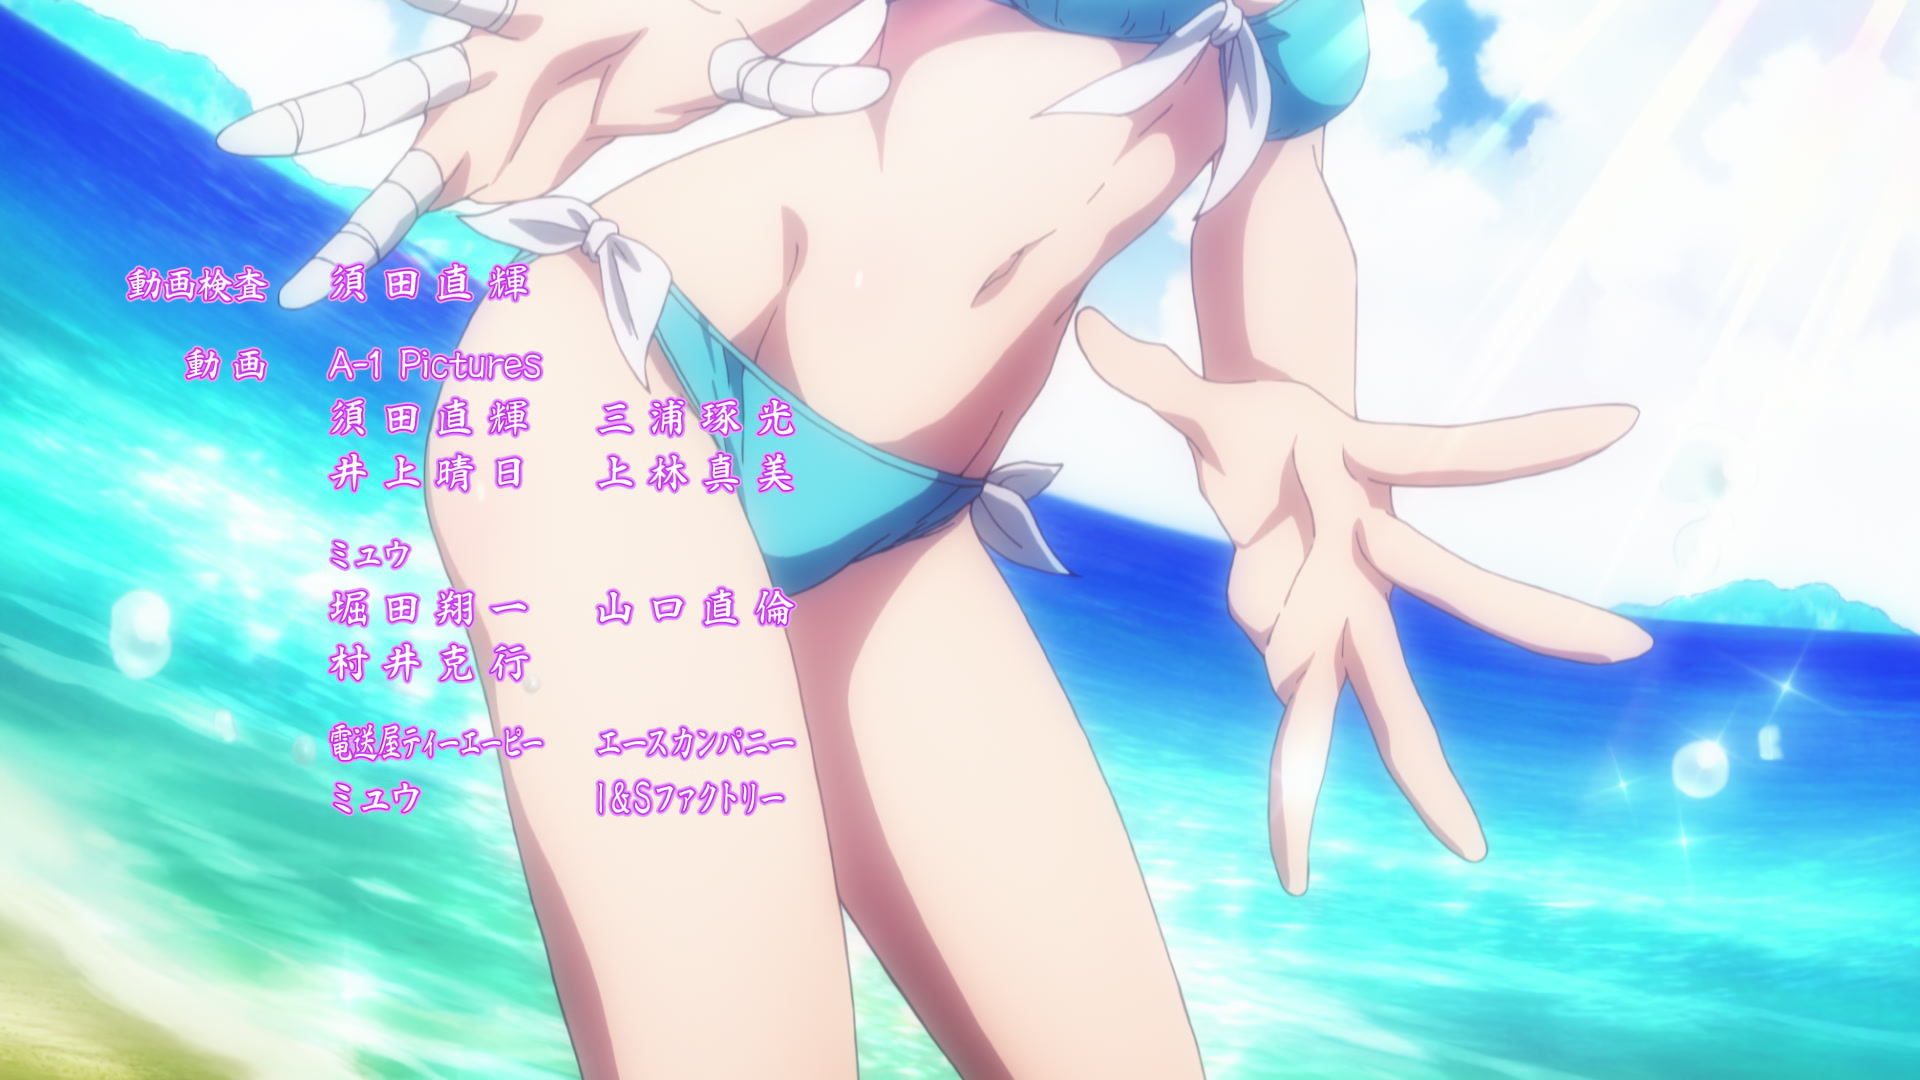 動画検査 須田直輝
動画 A-1 Pictures
須田直輝 三浦琢光
井上晴日 上林真美
ミュウ
堀田翔一 山口直倫
村井克行
電送屋ティーエーピー エースカンパニー
ミュウ I&Sファクトリー